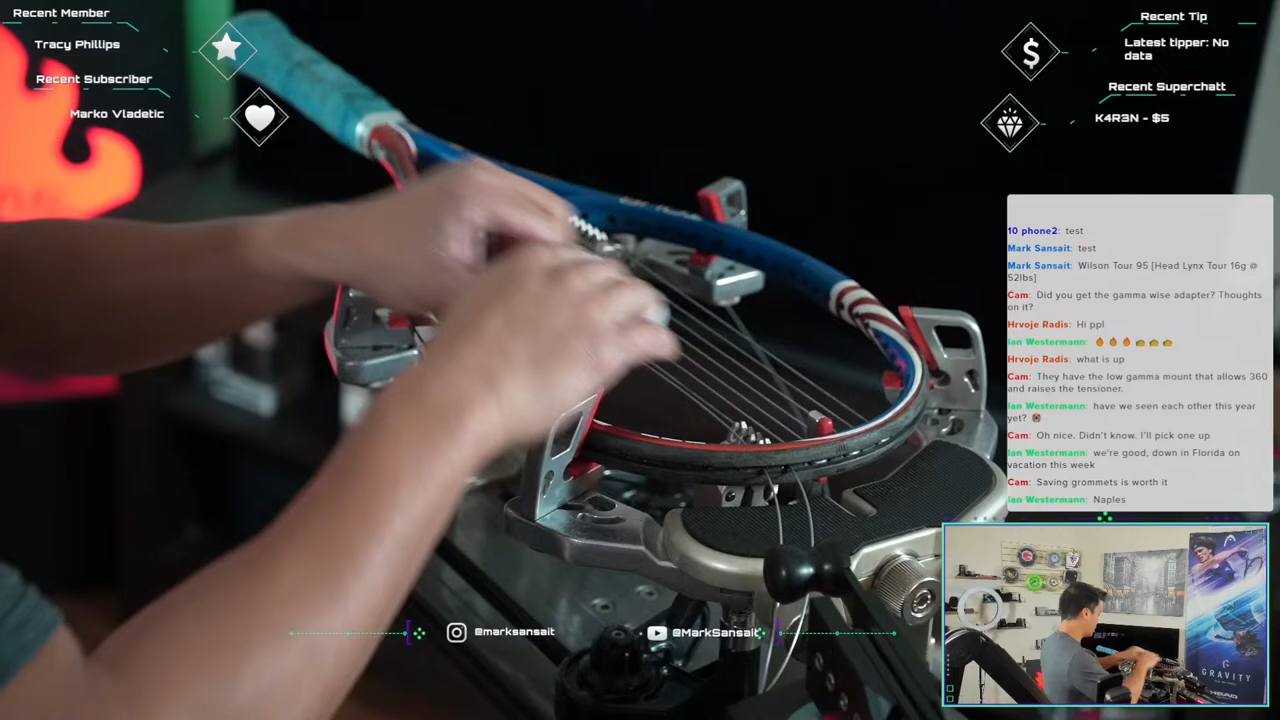 Recent Member
Tracy Phillips
Recent Subscriber
Marko Vladetic
Recent Tip
Latest tipper: No
data
Recent Superchatt
K4R3N - $5
10 phone2: test
Mark Sansait: test
Mark Sansait: Wilson Tour 95 [Head Lynx Tour 16g @
52lbs]
Cam: Did you get the gamma wise adapter? Thoughts
on it?
Hrvoje Radis: Hi ppl
Ian Westermann: 🔥🔥🔥🌮🌮🌮
Hrvoje Radis: what is up
Cam: They have the low gamma mount that allows 360
and raises the tensioner.
Ian Westermann: have we seen each other this year
yet?
Cam: Oh nice. Didn't know. I'll pick one up
Ian Westermann: we're good, down in Florida on
vacation this week
Cam: Saving grommets is worth it
Ian Westermann: Naples
@marksansait
@MarkSansait
HEAD
GRAVITY
HEAD